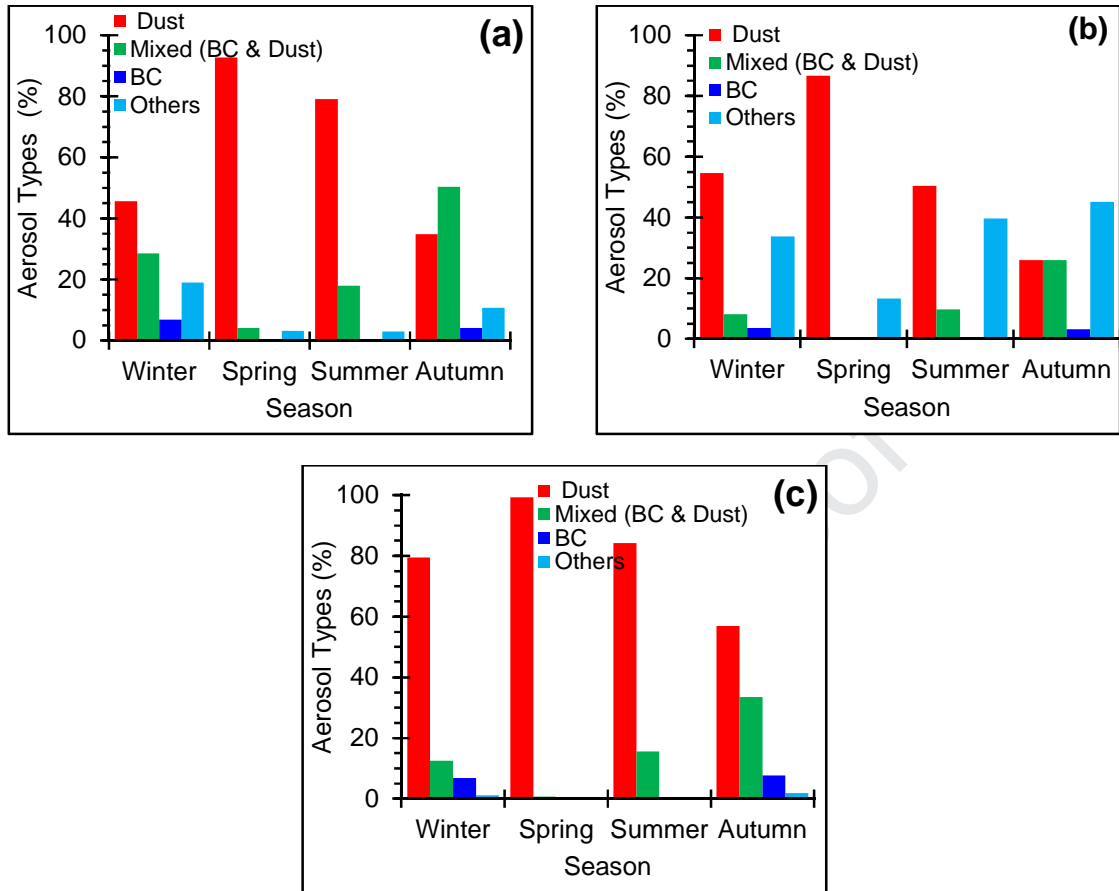 (a)
Dust
Mixed (BC & Dust)
BC
Others
100
80
60
40
20
0
Aerosol Types (%)
Winter Spring Summer Autumn
Season
(b)
Dust
Mixed (BC & Dust)
BC
Others
100
80
60
40
20
0
Aerosol Types (%)
Winter Spring Summer Autumn
Season
(c)
Dust
Mixed (BC & Dust)
BC
Others
100
80
60
40
20
0
Aerosol Types (%)
Winter Spring Summer Autumn
Season